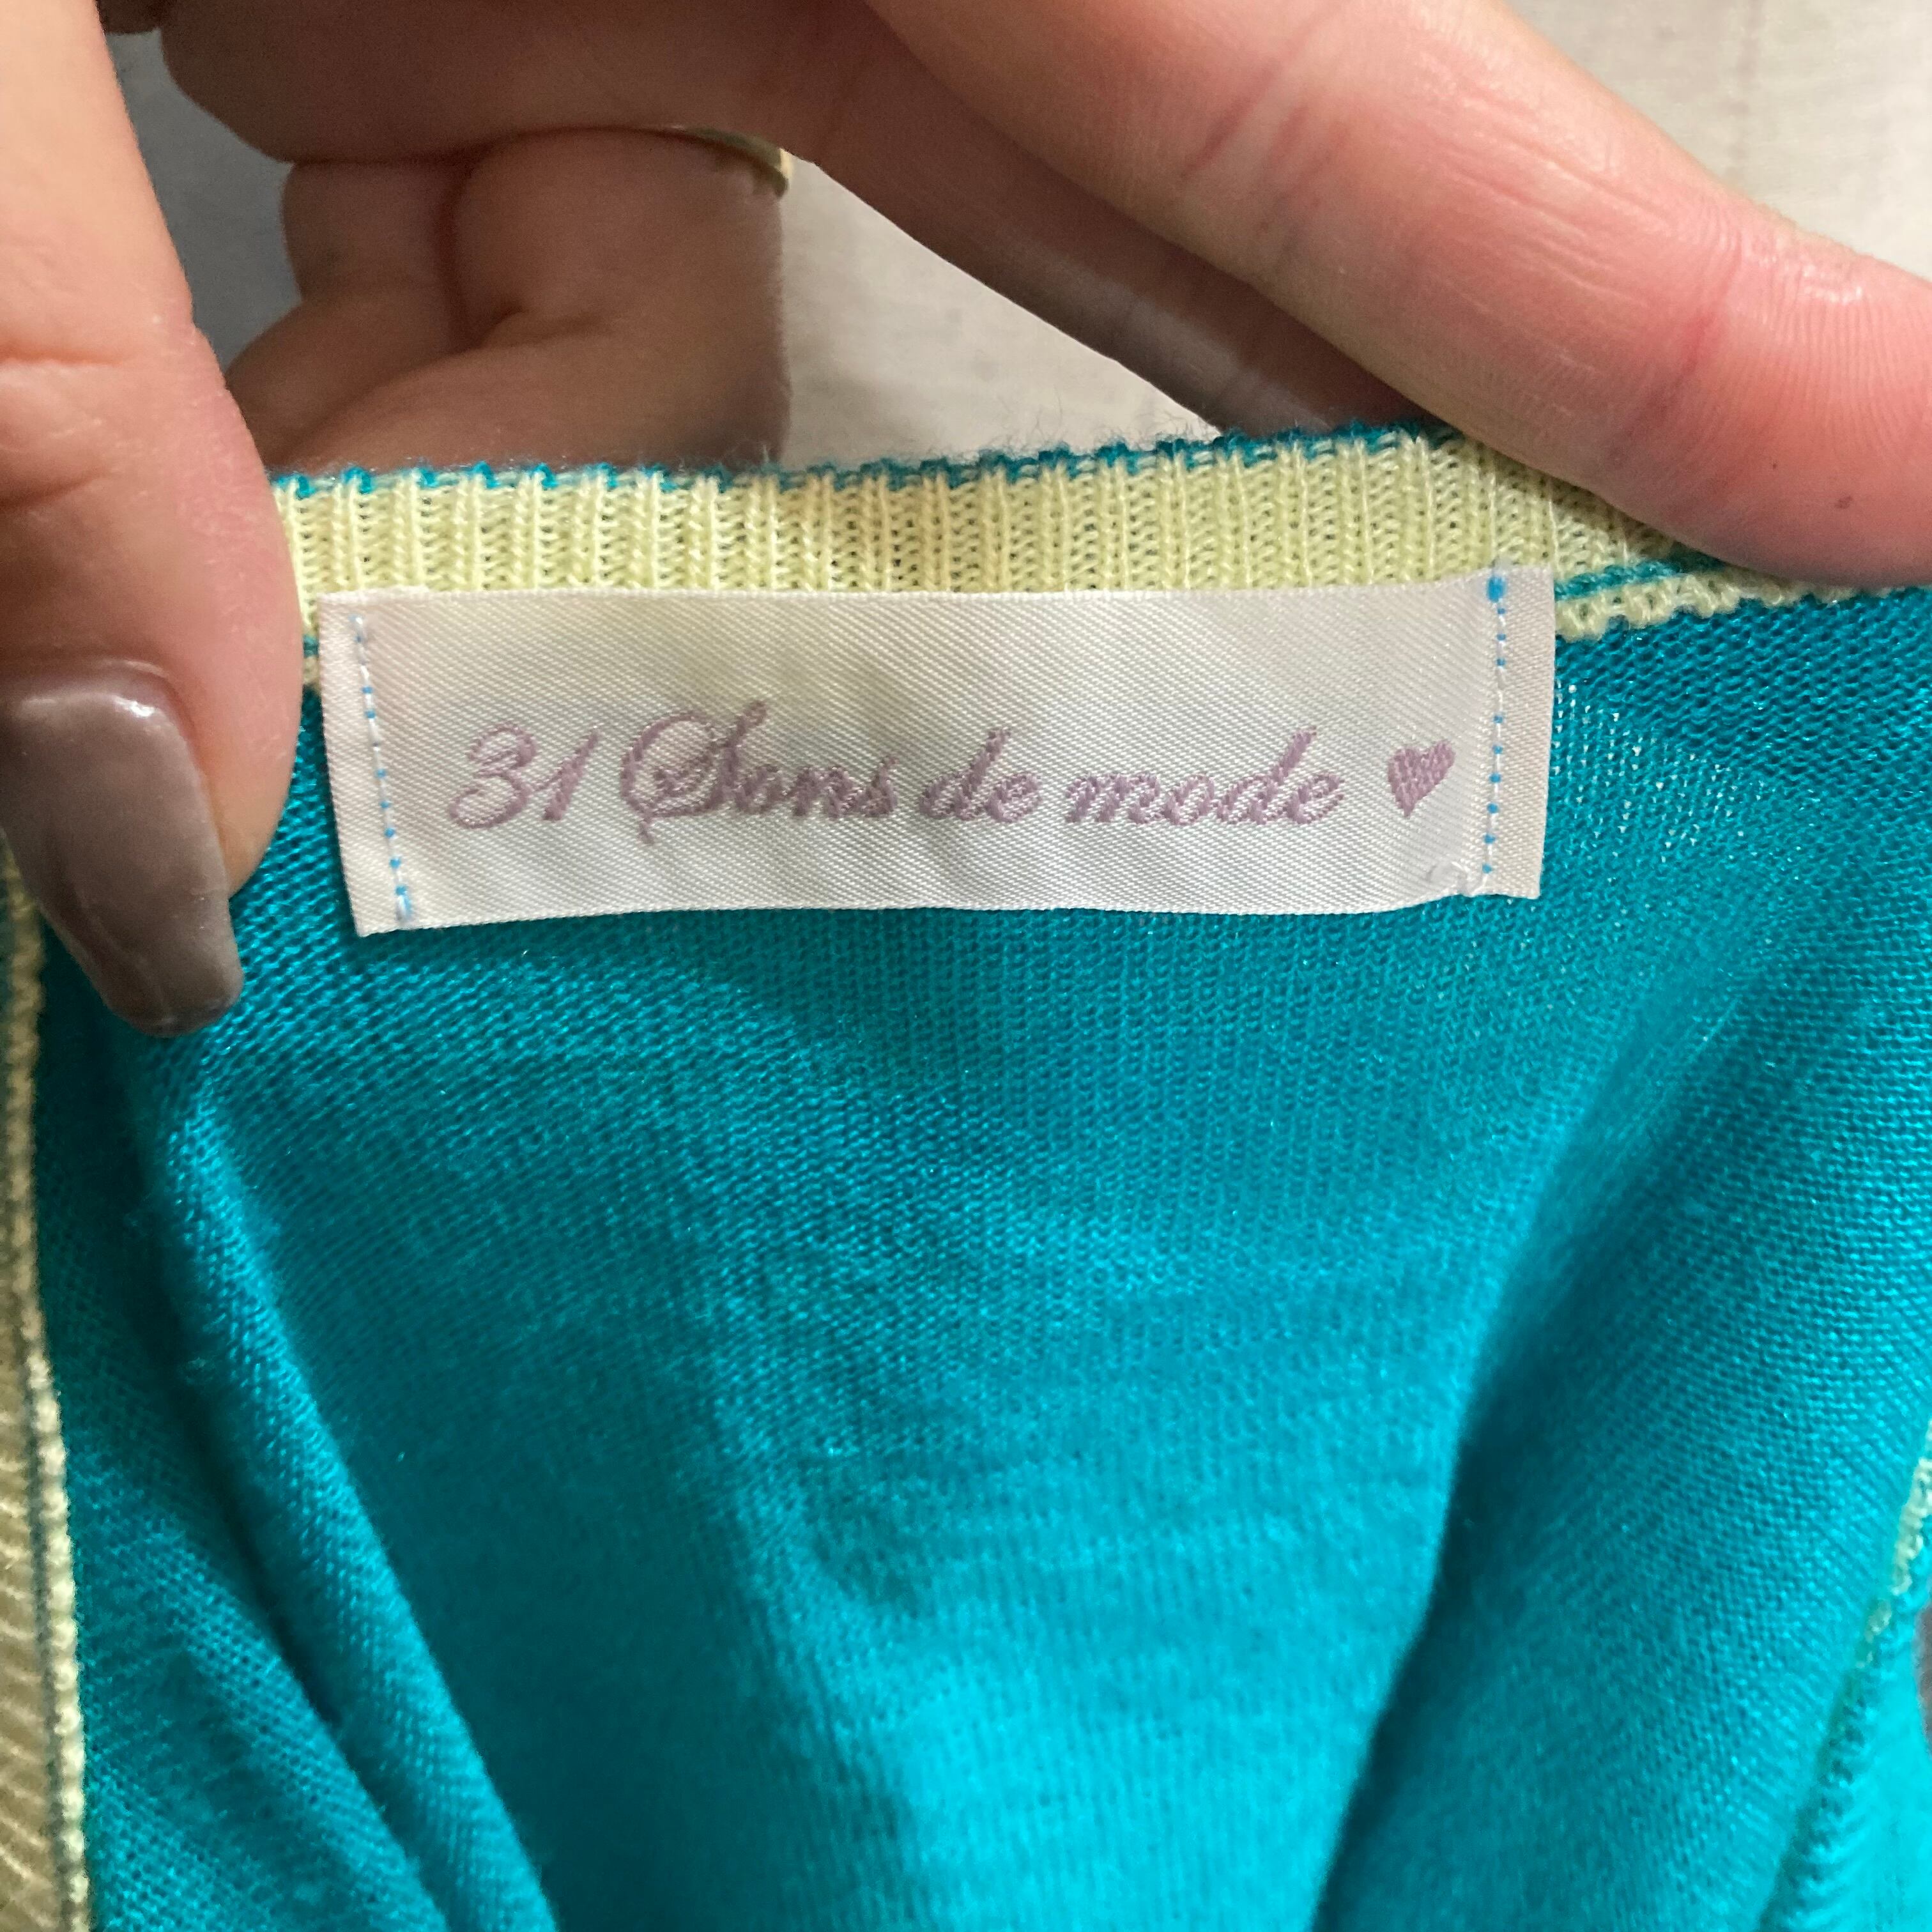 31 Sons de mode ♥